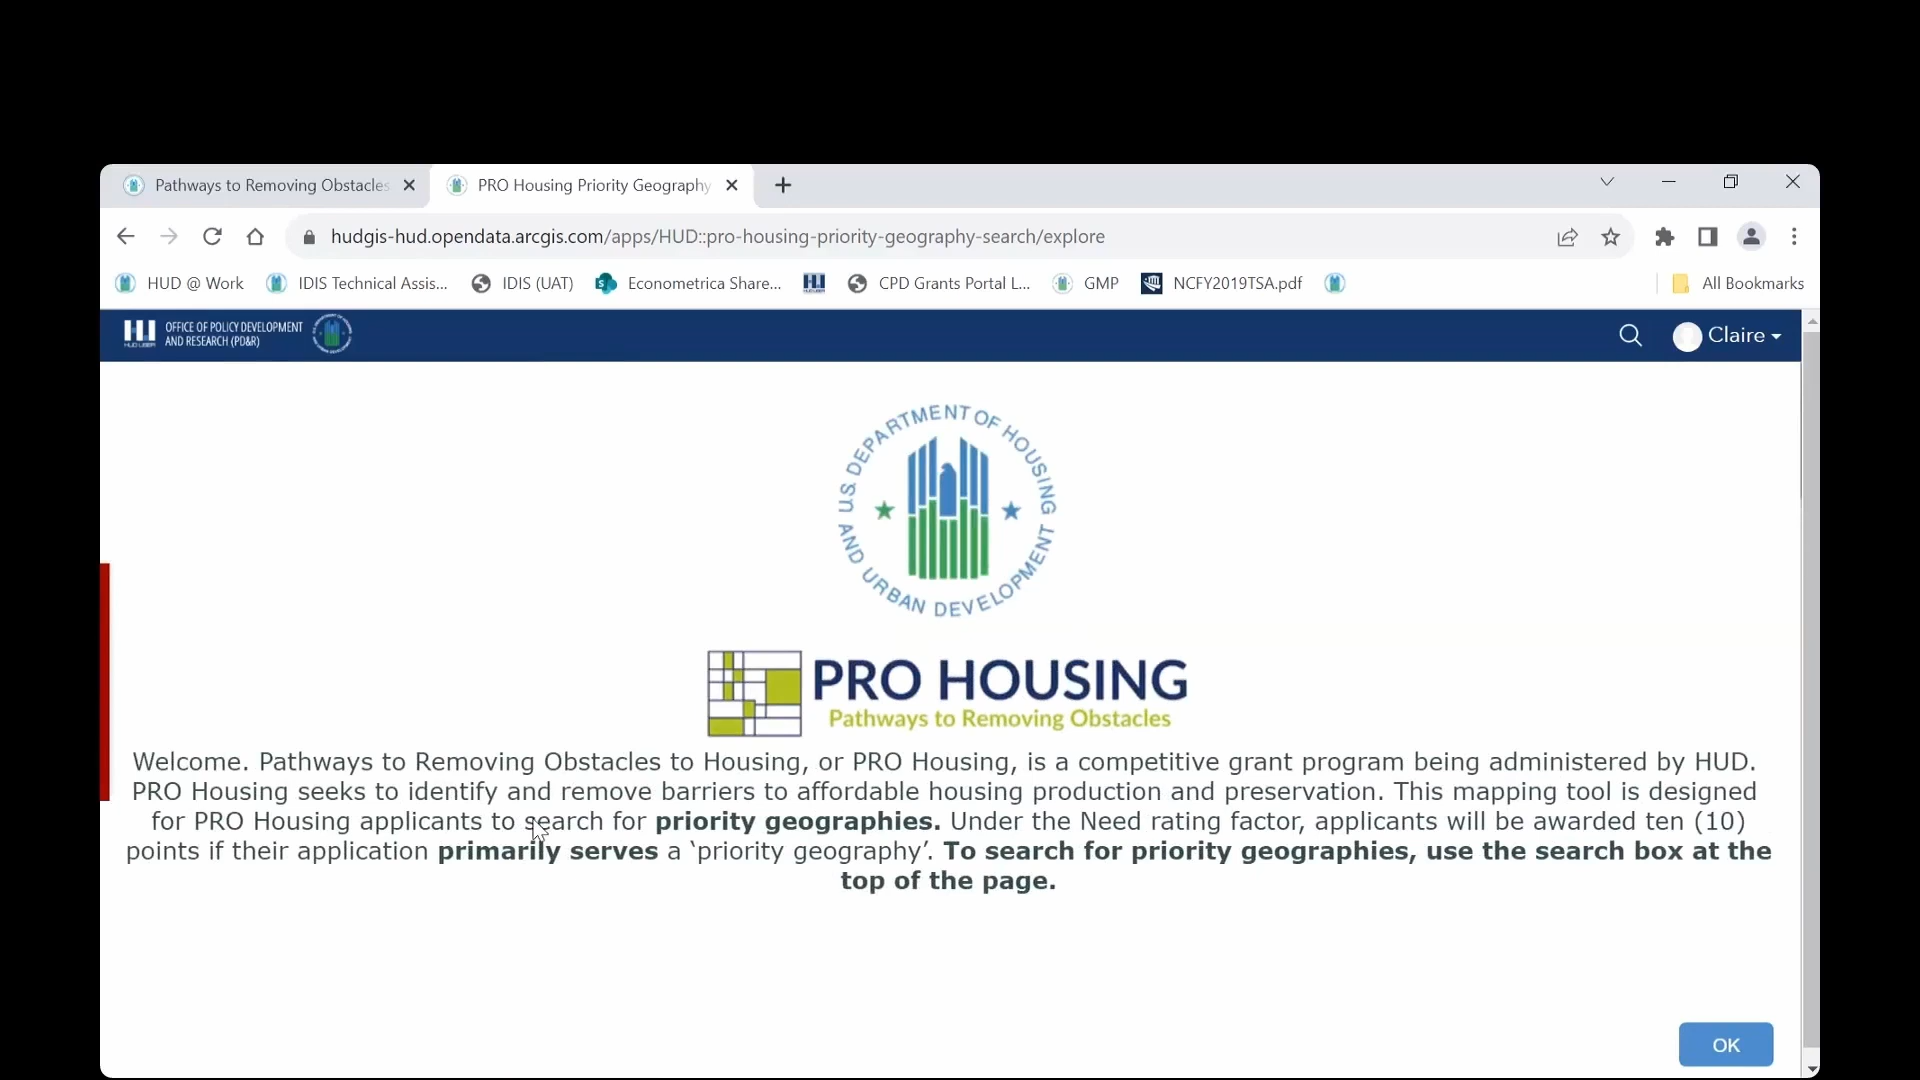 Pathways to Removing Obstacles
PRO Housing Priority Geography
hudgis-hud.opendata.arcgis.com/apps/HUD::pro-housing-priority-geography-search/explore
HUD @ Work
IDIS Technical Assis...
IDIS (UAT)
Econometrica Share...
CPD Grants Portal L...
GMP
NCFY2019TSA.pdf
All Bookmarks
OFFICE OF POLICY DEVELOPMENT
AND RESEARCH (PD&R)
Claire
U.S. DEPARTMENT OF HOUSING
AND URBAN DEVELOPMENT
PRO HOUSING
Pathways to Removing Obstacles
Welcome. Pathways to Removing Obstacles to Housing, or PRO Housing, is a competitive grant program being administered by HUD.
PRO Housing seeks to identify and remove barriers to affordable housing production and preservation. This mapping tool is designed
for PRO Housing applicants to search for priority geographies. Under the Need rating factor, applicants will be awarded ten (10)
points if their application primarily serves a ‘priority geography’. To search for priority geographies, use the search box at the
top of the page.
OK